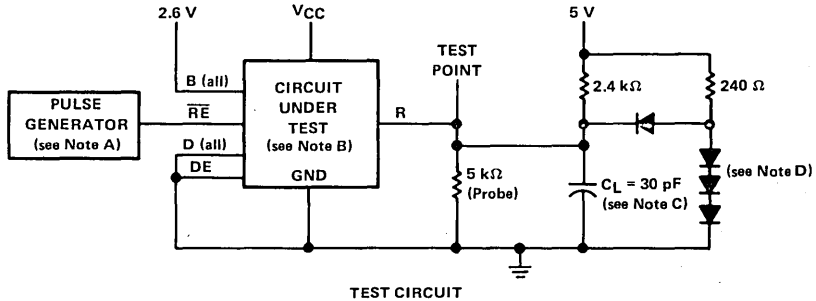 2.6 V
VCC
5 V
TEST
POINT
B (all)
CIRCUIT
UNDER
TEST
(see Note B)
2.4 kΩ
240 Ω
PULSE
GENERATOR
(see Note A)
RE
R
D (all)
DE
GND
5 kΩ
(Probe)
CL = 30 pF
(see Note C)
(see Note D)
TEST CIRCUIT